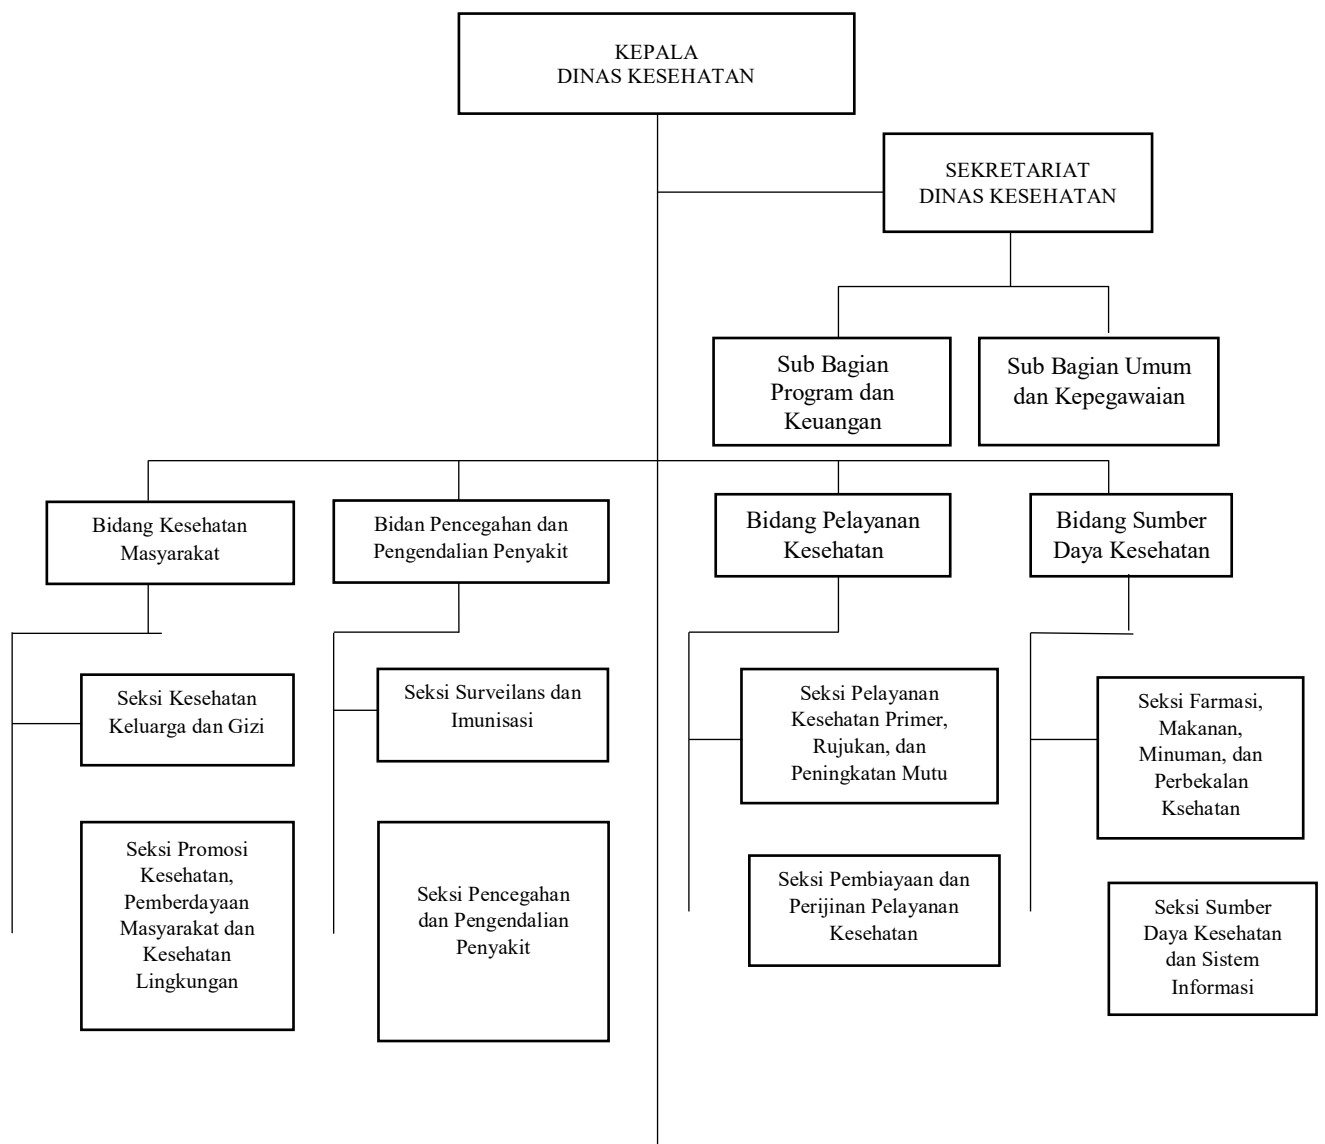 KEPALA
DINAS KESEHATAN
SEKRETARIAT
DINAS KESEHATAN
Sub Bagian
Program dan
Keuangan
Sub Bagian Umum
dan Kepegawaian
Bidang Kesehatan
Masyarakat
Bidan Pencegahan dan
Pengendalian Penyakit
Bidang Pelayanan
Kesehatan
Bidang Sumber
Daya Kesehatan
Seksi Kesehatan
Keluarga dan Gizi
Seksi Surveilans dan
Imunisasi
Seksi Pelayanan
Kesehatan Primer,
Rujukan, dan
Peningkatan Mutu
Seksi Farmasi,
Makanan,
Minuman, dan
Perbekalan
Ksehatan
Seksi Promosi
Kesehatan,
Pemberdayaan
Masyarakat dan
Kesehatan
Lingkungan
Seksi Pencegahan
dan Pengendalian
Penyakit
Seksi Pembiayaan dan
Perijinan Pelayanan
Kesehatan
Seksi Sumber
Daya Kesehatan
dan Sistem
Informasi